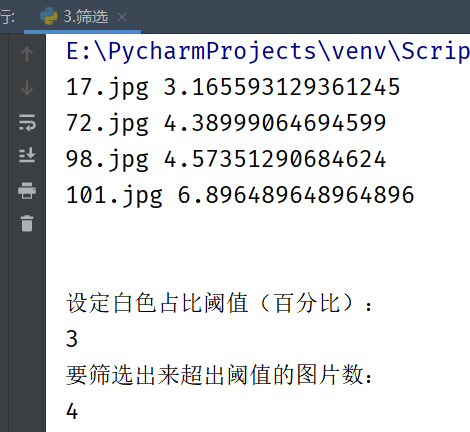 行:
3.筛选
E:\PycharmProjects\venv\Scrip
17.jpg 3.165593129361245
72.jpg 4.38999064694599
98.jpg 4.57351290684624
101.jpg 6.896489648964896
设定白色占比阈值（百分比）：
3
要筛选出来超出阈值的图片数：
4